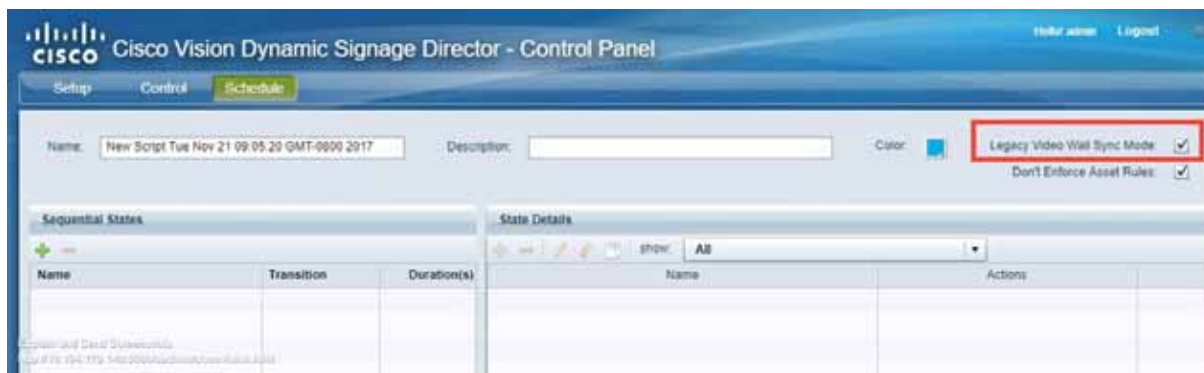 CISCO Cisco Vision Dynamic Signage Director - Control Panel
Hello! admin Logout
Setup Control Schedule
Name: New Script Tue Nov 21 09:05:20 GMT-0800 2017 Description: Color: Legacy Video Wall Sync Mode:
Don't Enforce Asset Rules:
Sequential States State Details
show: All
Name Transition Duration(s) Name Actions